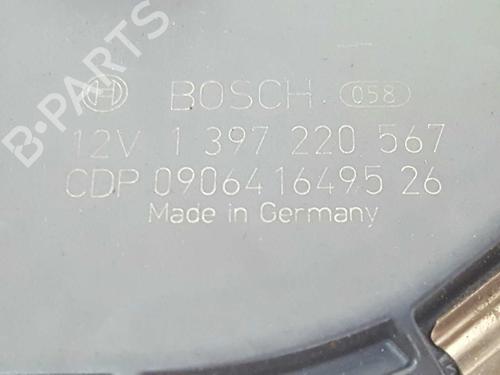 B-PARTS
BOSCH 058
12V 1 397 220 567
CDP 0906416495 26
Made in Germany